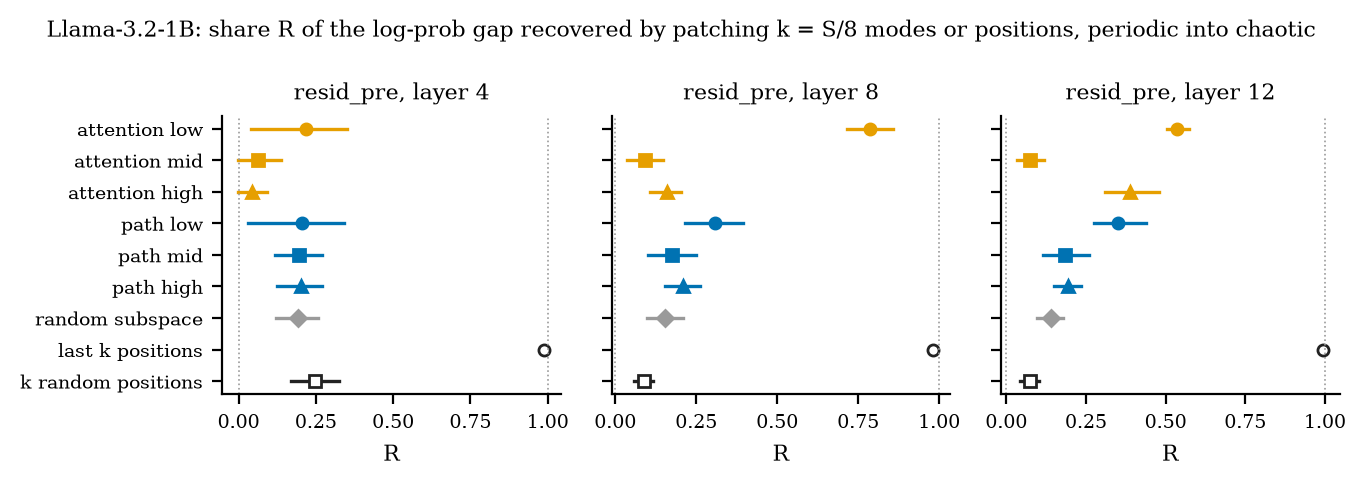 Llama-3.2-1B: share R of the log-prob gap recovered by patching k = S/8 modes or positions, periodic into chaotic
resid_pre, layer 4
resid_pre, layer 8
resid_pre, layer 12
attention low
attention mid
attention high
path low
path mid
path high
random subspace
last k positions
k random positions
0.00 0.25 0.50 0.75 1.00
0.00 0.25 0.50 0.75 1.00
0.00 0.25 0.50 0.75 1.00
R
R
R